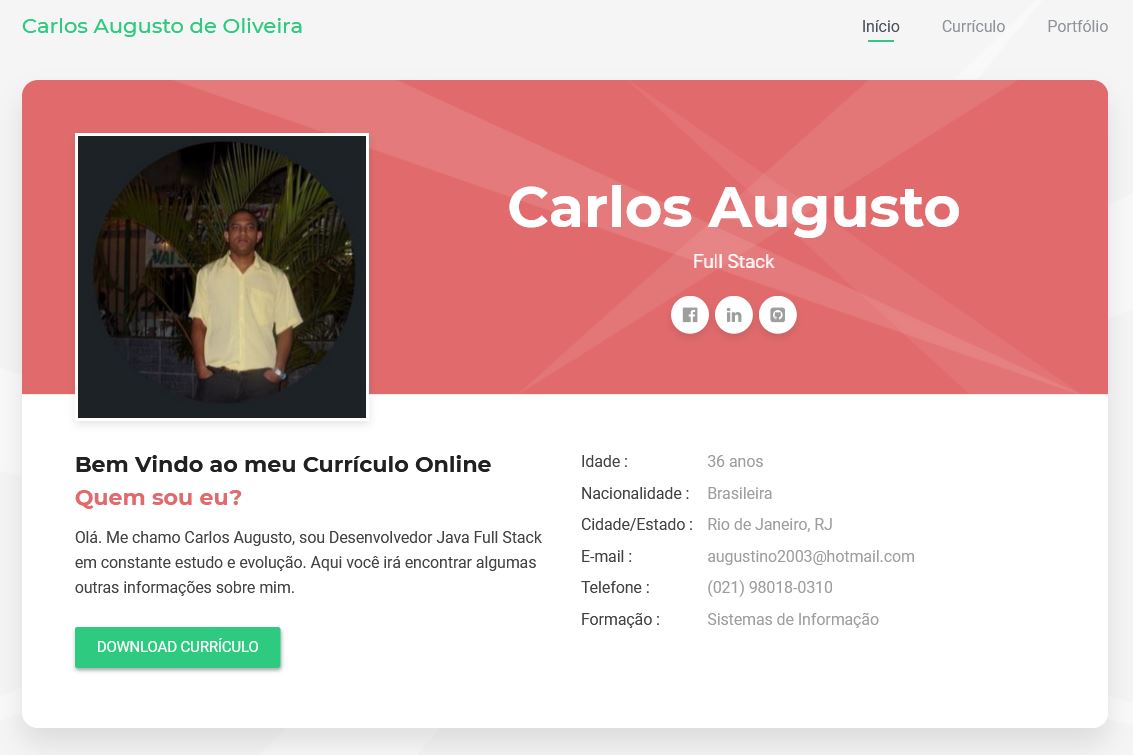 Carlos Augusto de Oliveira
Início Currículo Portfólio
Carlos Augusto
Full Stack
Bem Vindo ao meu Currículo Online
Quem sou eu?
Olá. Me chamo Carlos Augusto, sou Desenvolvedor Java Full Stack
em constante estudo e evolução. Aqui você irá encontrar algumas
outras informações sobre mim.
DOWNLOAD CURRÍCULO
Idade : 36 anos
Nacionalidade : Brasileira
Cidade/Estado : Rio de Janeiro, RJ
E-mail : augustino2003@hotmail.com
Telefone : (021) 98018-0310
Formação : Sistemas de Informação